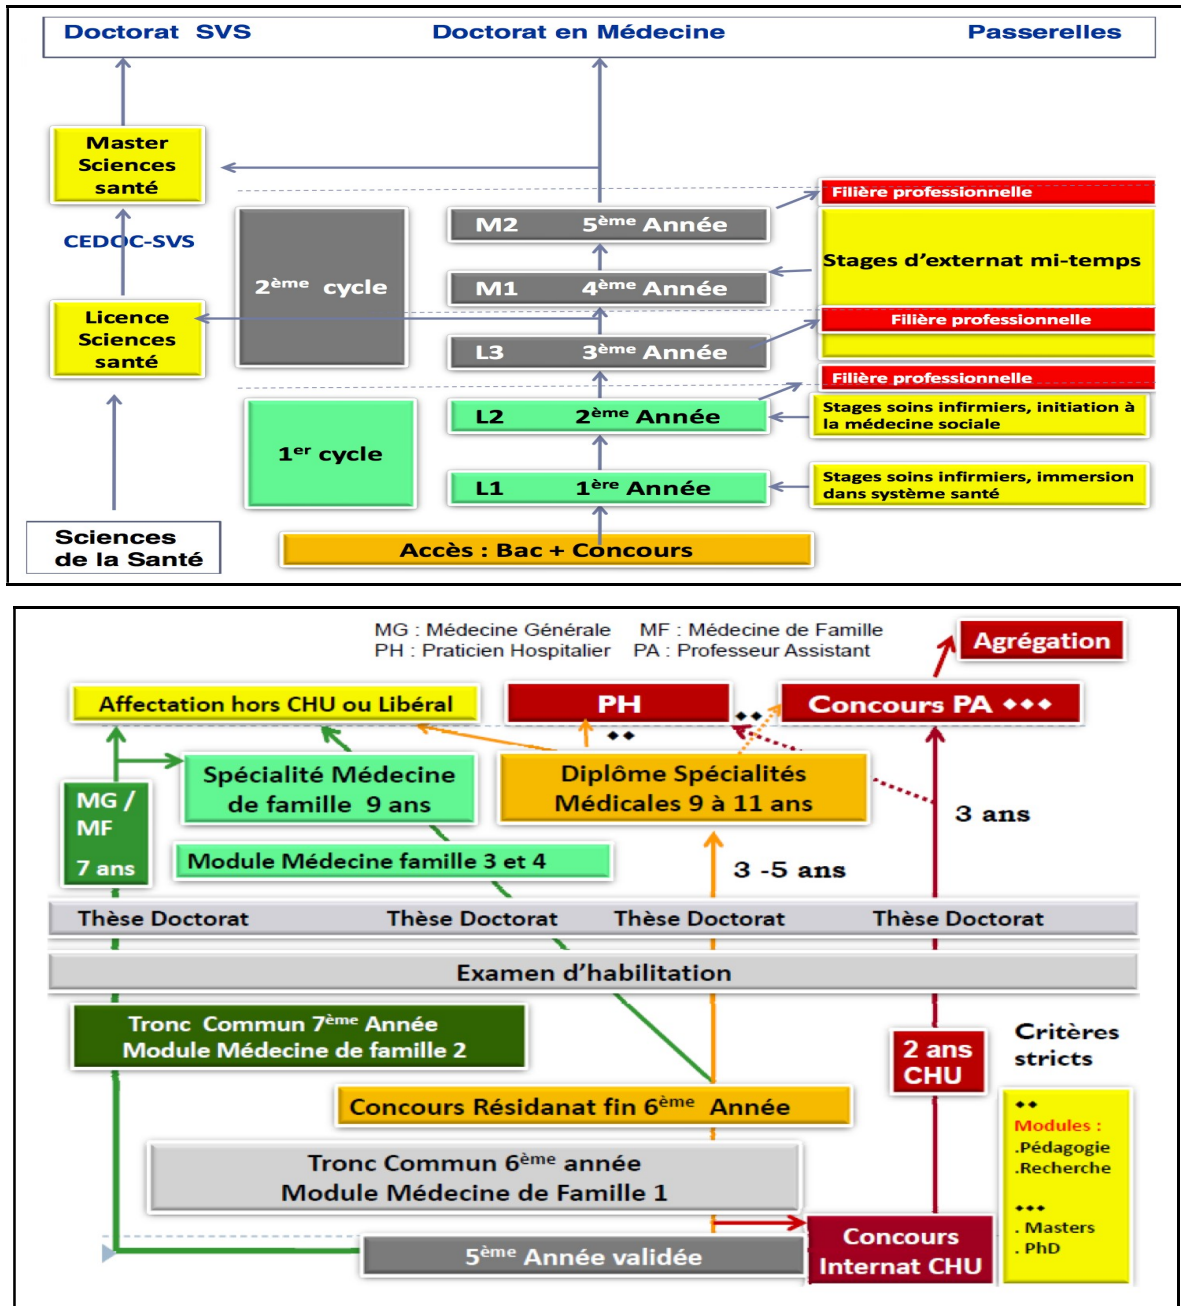 Doctorat SVS
Doctorat en Médecine
Passerelles
Master
Sciences
santé
CEDOC-SVS
Licence
Sciences
santé
Sciences
de la Santé
2ème cycle
1er cycle
M2 5ème Année
M1 4ème Année
L3 3ème Année
L2 2ème Année
L1 1ère Année
Accès : Bac + Concours
Filière professionnelle
Stages d'externat mi-temps
Filière professionnelle
Filière professionnelle
Stages soins infirmiers, initiation à
la médecine sociale
Stages soins infirmiers, immersion
dans système santé
MG : Médecine Générale MF : Médecine de Famille
PH : Praticien Hospitalier PA : Professeur Assistant
Agrégation
Affectation hors CHU ou Libéral
PH
Concours PA ◆◆◆
◆◆
◆◆
MG /
MF
7 ans
Spécialité Médecine
de famille 9 ans
Diplôme Spécialités
Médicales 9 à 11 ans
3 ans
Module Médecine famille 3 et 4
3 -5 ans
Thèse Doctorat Thèse Doctorat Thèse Doctorat Thèse Doctorat
Examen d'habilitation
Tronc Commun 7ème Année
Module Médecine de famille 2
2 ans
CHU
Critères
stricts
Concours Résidanat fin 6ème Année
Tronc Commun 6ème année
Module Médecine de Famille 1
5ème Année validée
Concours
Internat CHU
◆◆
Modules :
.Pédagogie
.Recherche
◆◆◆
. Masters
. PhD